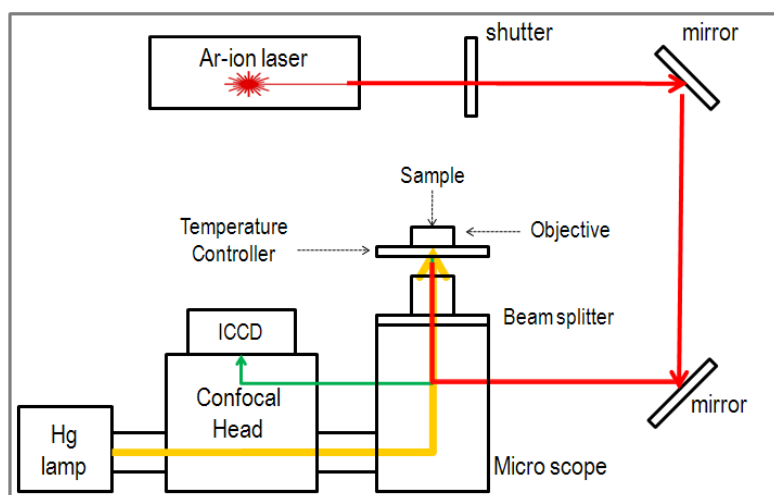 shutter
mirror
Ar-ion laser
Sample
Temperature
Controller
Objective
Beam splitter
ICCD
Confocal
Head
mirror
Hg
lamp
Micro scope